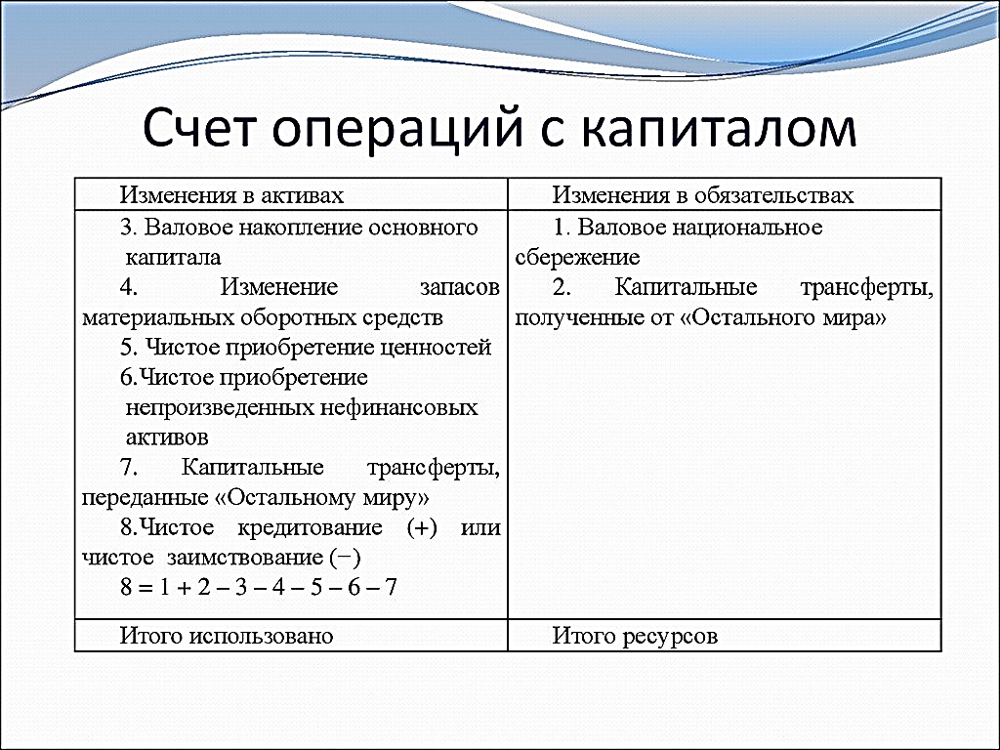 Счет операций с капиталом
Изменения в активах
Изменения в обязательствах
3. Валовое накопление основного
капитала
4. Изменение запасов
материальных оборотных средств
5. Чистое приобретение ценностей
6.Чистое приобретение
непроизведенных нефинансовых
активов
7. Капитальные трансферты,
переданные «Остальному миру»
8.Чистое кредитование (+) или
чистое заимствование (−)
8 = 1 + 2 – 3 – 4 – 5 – 6 – 7
1. Валовое национальное
сбережение
2. Капитальные трансферты,
полученные от «Остального мира»
Итого использовано
Итого ресурсов